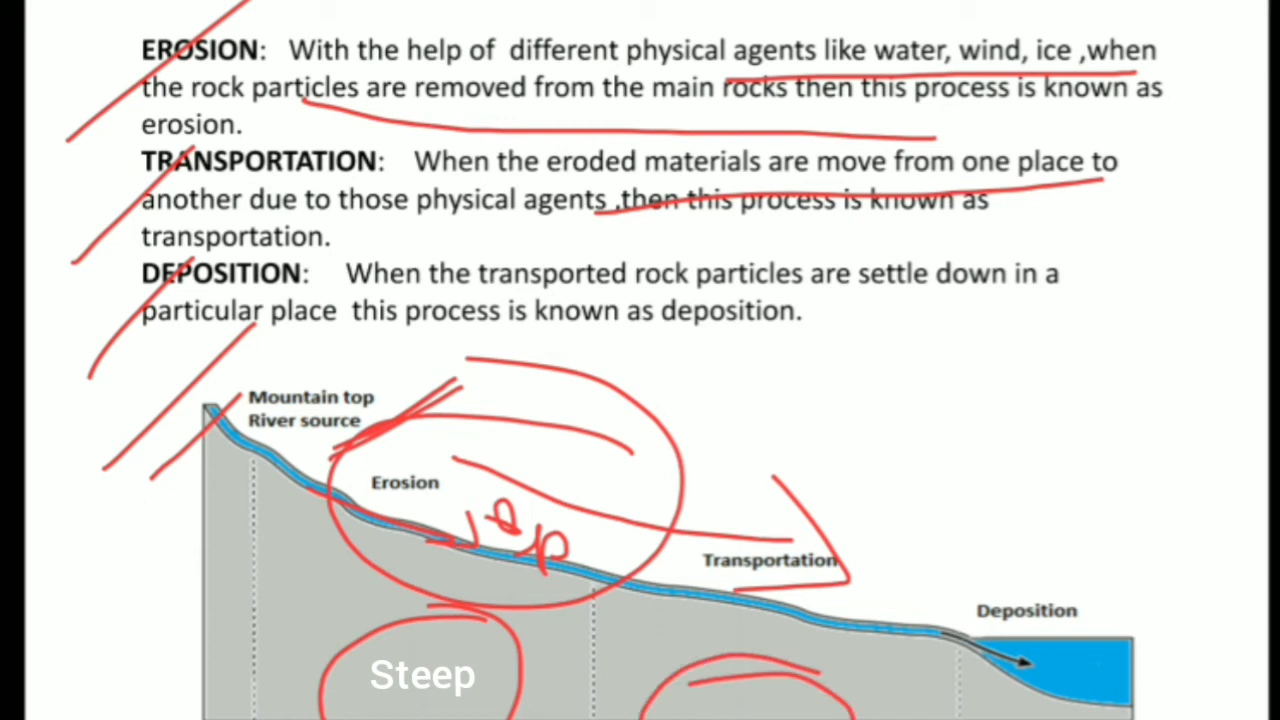 EROSION: With the help of different physical agents like water, wind, ice ,when
the rock particles are removed from the main rocks then this process is known as
erosion.
TRANSPORTATION: When the eroded materials are move from one place to
another due to those physical agents ,then this process is known as
transportation.
DEPOSITION: When the transported rock particles are settle down in a
particular place this process is known as deposition.
Mountain top
River source
Erosion
Transportation
Deposition
Steep